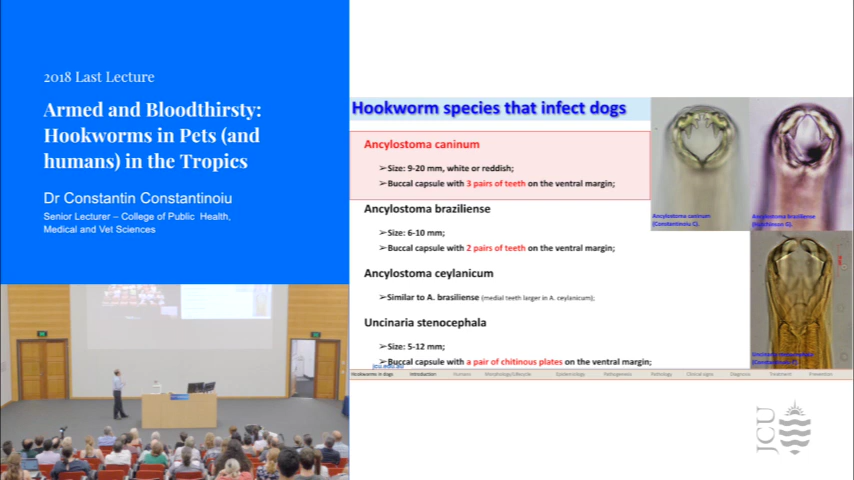 2018 Last Lecture
Armed and Bloodthirsty:
Hookworms in Pets (and
humans) in the Tropics
Dr Constantin Constantinoiu
Senior Lecturer – College of Public Health,
Medical and Vet Sciences
Hookworm species that infect dogs
Ancylostoma caninum
➢Size: 9-20 mm, white or reddish;
➢Buccal capsule with 3 pairs of teeth on the ventral margin;
Ancylostoma braziliense
➢Size: 6-10 mm;
➢Buccal capsule with 2 pairs of teeth on the ventral margin;
Ancylostoma ceylanicum
➢Similar to A. brasiliense (medial teeth larger in A. ceylanicum);
Uncinaria stenocephala
➢Size: 5-12 mm;
➢Buccal capsule with a pair of chitinous plates on the ventral margin;
jcu.edu.au
Ancylostoma caninum
(Constantinoiu C).
Ancylostoma braziliense
(Hutchinson G).
Hookworms in dogs Introduction Humans Morphology/Lifecycle Epidemiology Pathogenesis Pathology Clinical signs Diagnosis Treatment Prevention
JCU